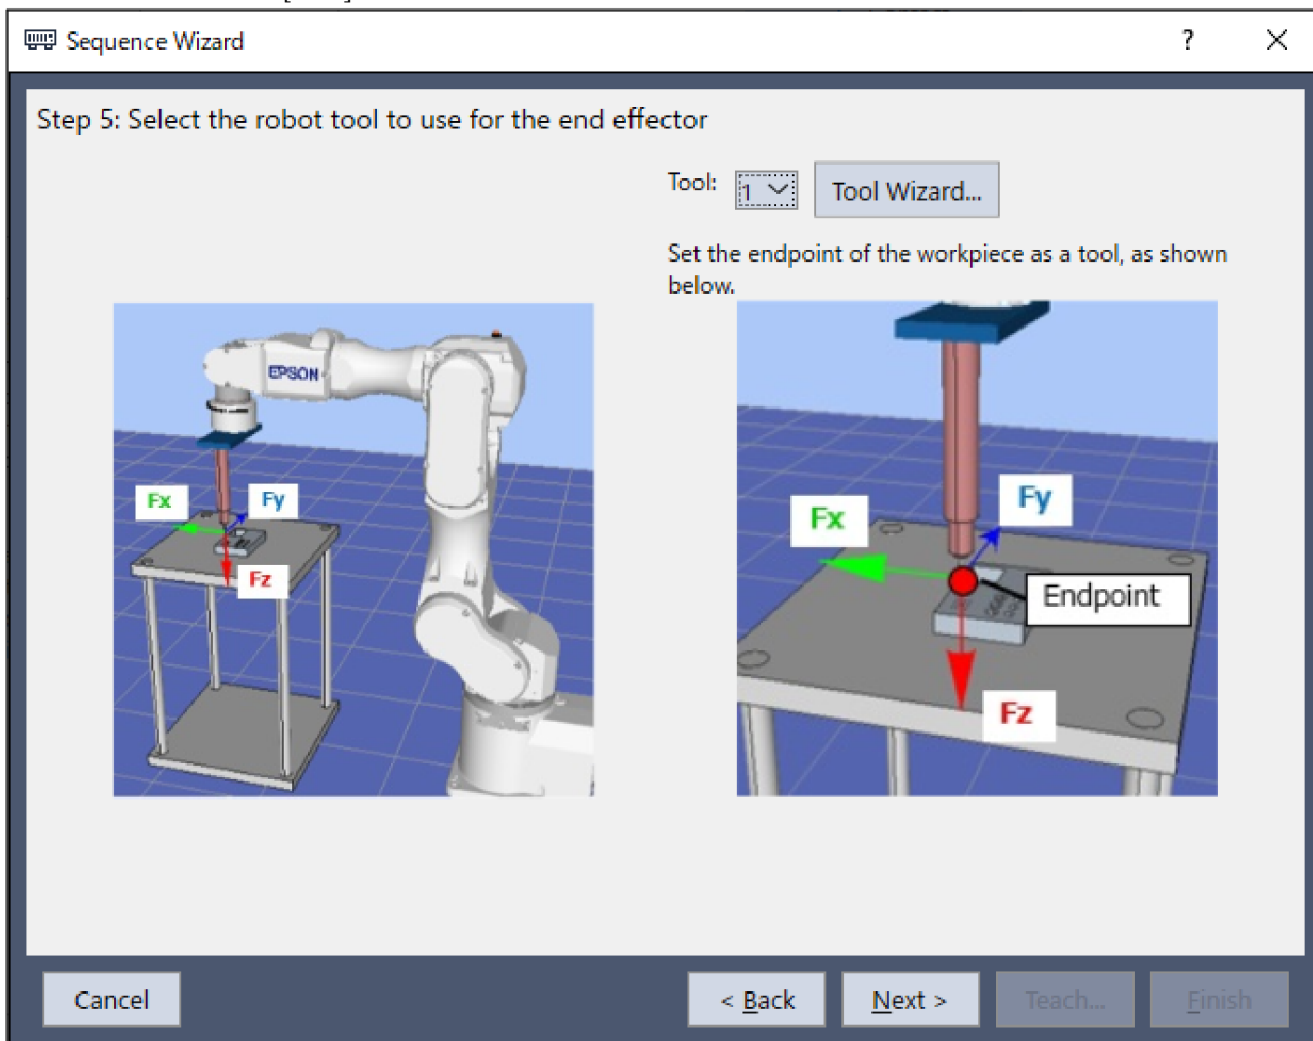 Sequence Wizard
?
Step 5: Select the robot tool to use for the end effector
Tool: 1
Tool Wizard...
Set the endpoint of the workpiece as a tool, as shown
below.
EPSON
Fx
Fy
Fz
Fx
Fy
Endpoint
Fz
Cancel
< Back
Next >
Teach...
Finish